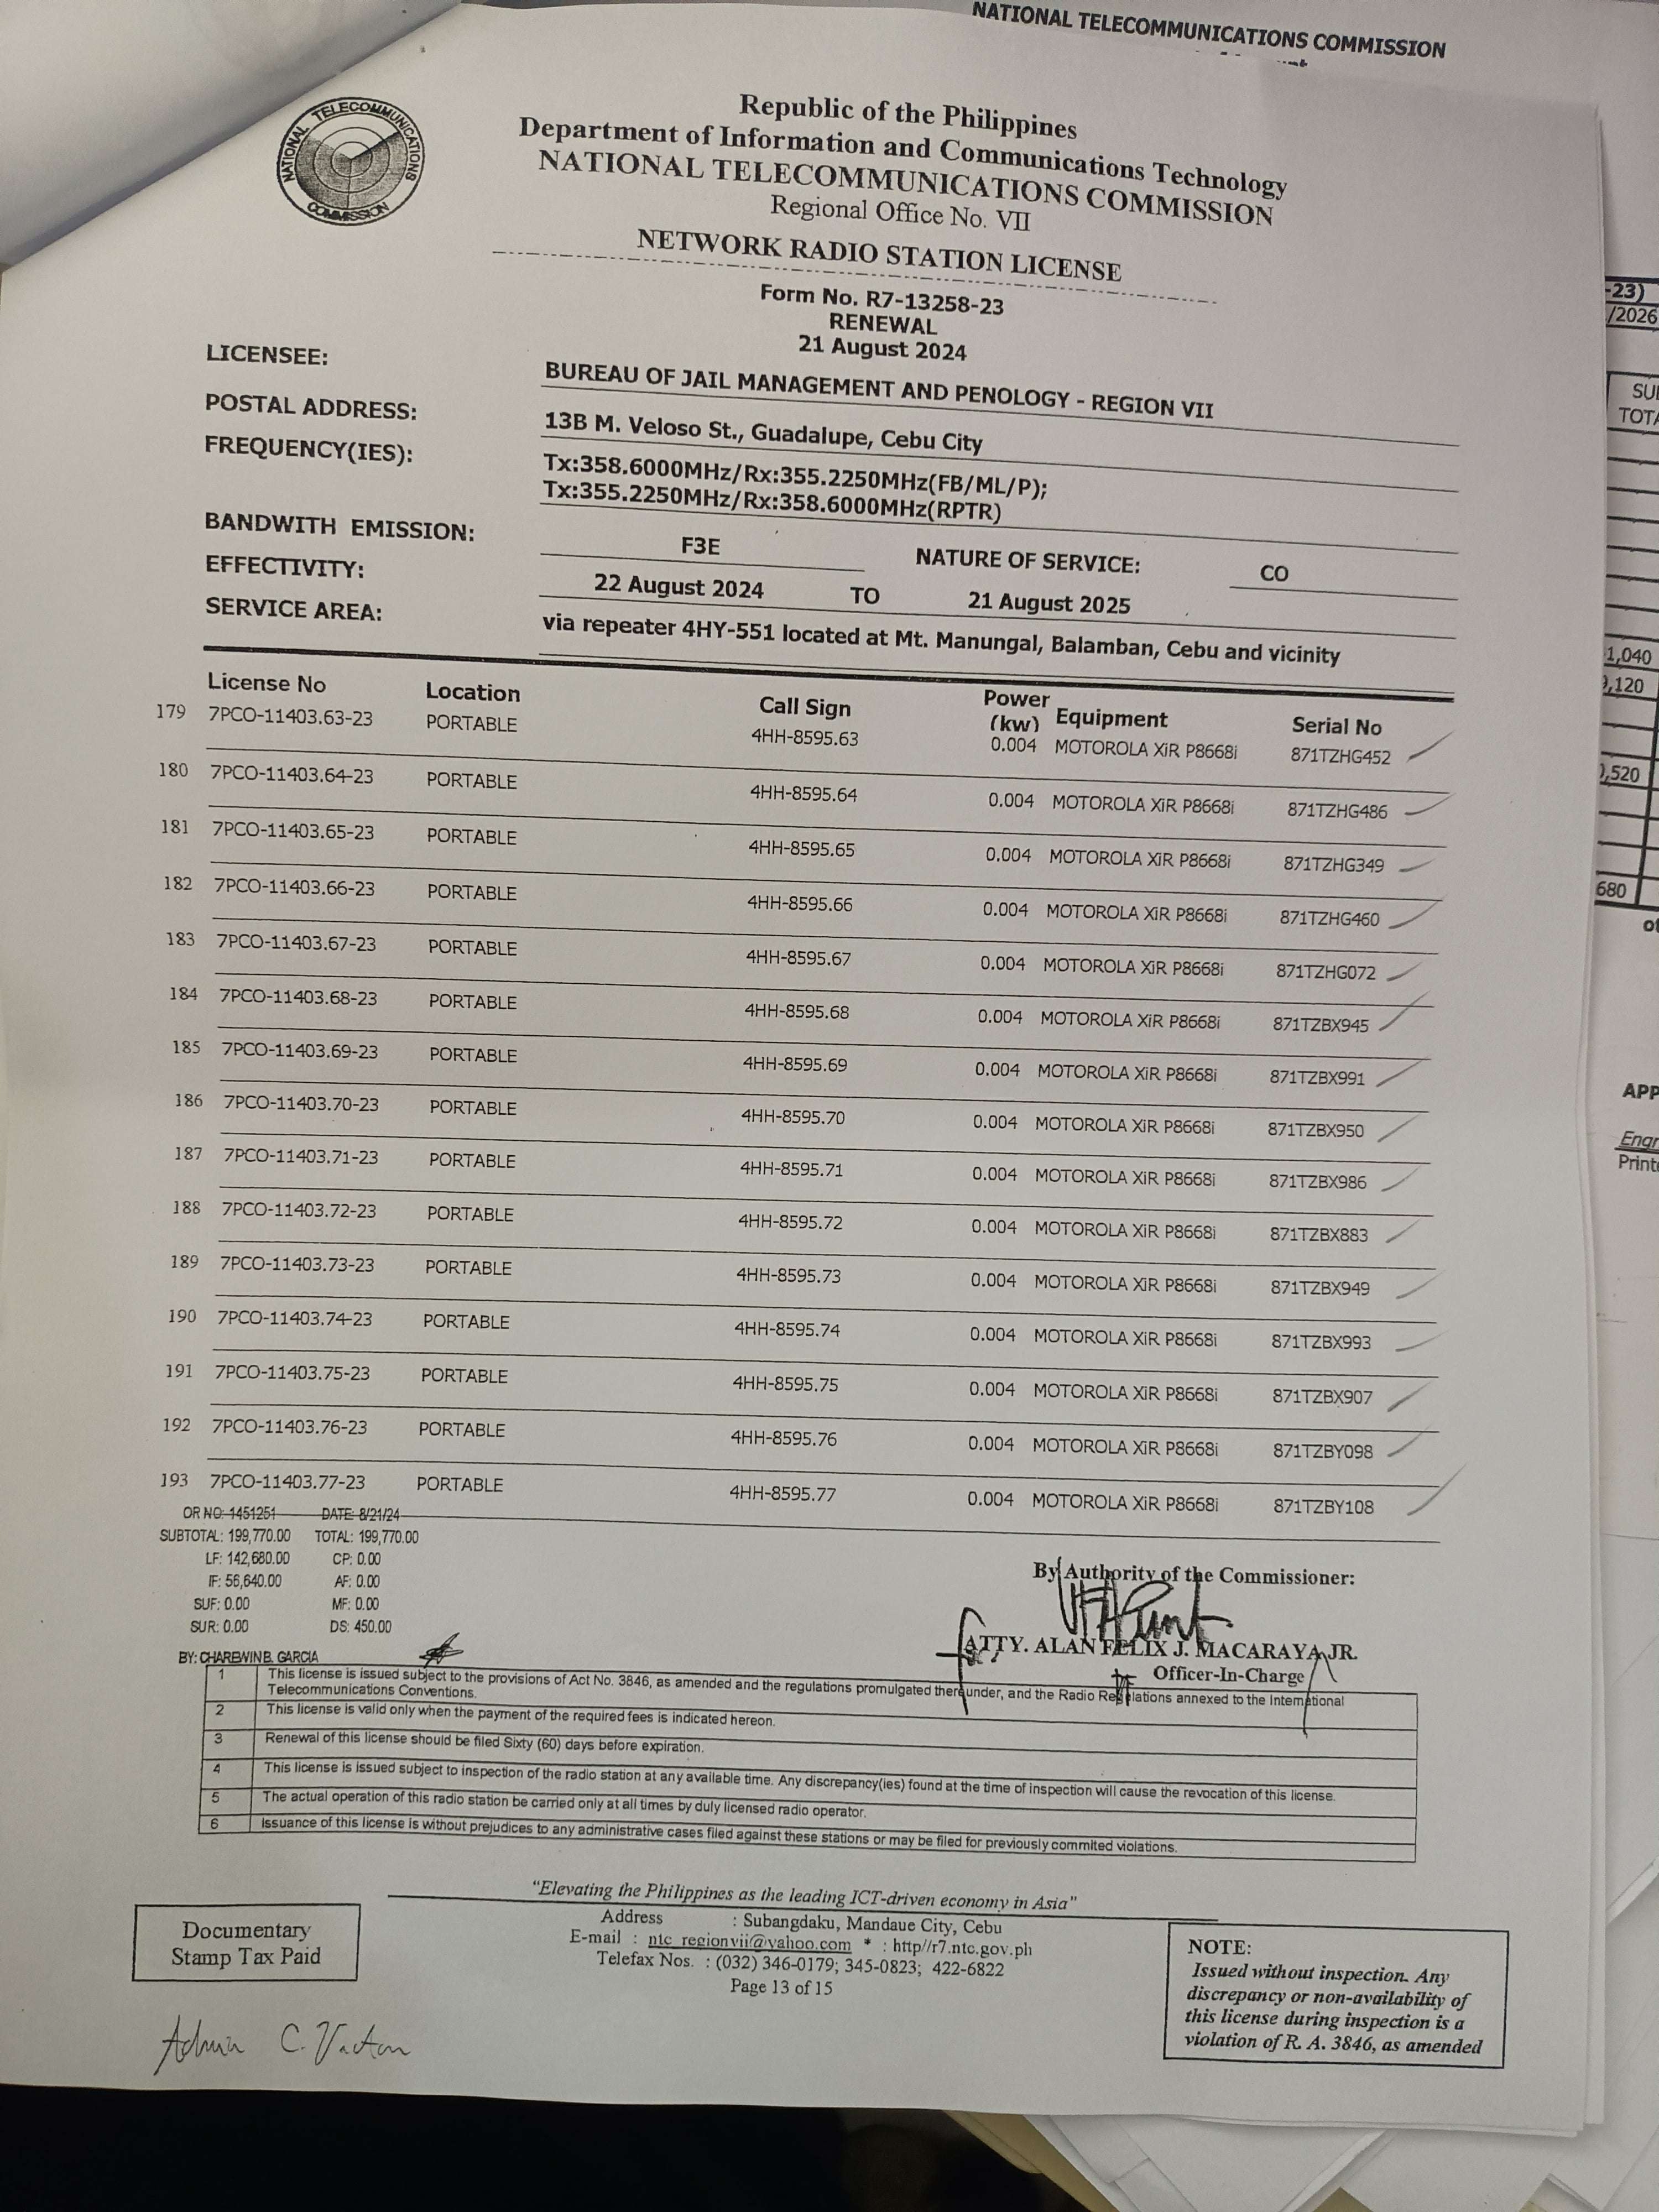 NATIONAL TELECOMMUNICATIONS COMMISSION
NATIONAL TELECOMMUNICATIONS COMMISSION
Republic of the Philippines
Department of Information and Communications Technology
NATIONAL TELECOMMUNICATIONS COMMISSION
Regional Office No. VII
NETWORK RADIO STATION LICENSE
Form No. R7-13258-23
RENEWAL
21 August 2024
LICENSEE: BUREAU OF JAIL MANAGEMENT AND PENOLOGY - REGION VII
POSTAL ADDRESS: 13B M. Veloso St., Guadalupe, Cebu City
FREQUENCY(IES): Tx:358.6000MHz/Rx:355.2250MHz(FB/ML/P);
Tx:355.2250MHz/Rx:358.6000MHz(RPTR)
BANDWITH EMISSION: F3E NATURE OF SERVICE: CO
EFFECTIVITY: 22 August 2024 TO 21 August 2025
SERVICE AREA: via repeater 4HY-551 located at Mt. Manungal, Balamban, Cebu and vicinity
License No Location Call Sign Power (kw) Equipment Serial No
179 7PCO-11403.63-23 PORTABLE 4HH-8595.63 0.004 MOTOROLA XiR P8668i 871TZHG452
180 7PCO-11403.64-23 PORTABLE 4HH-8595.64 0.004 MOTOROLA XiR P8668i 871TZHG486
181 7PCO-11403.65-23 PORTABLE 4HH-8595.65 0.004 MOTOROLA XiR P8668i 871TZHG349
182 7PCO-11403.66-23 PORTABLE 4HH-8595.66 0.004 MOTOROLA XiR P8668i 871TZHG460
183 7PCO-11403.67-23 PORTABLE 4HH-8595.67 0.004 MOTOROLA XiR P8668i 871TZHG072
184 7PCO-11403.68-23 PORTABLE 4HH-8595.68 0.004 MOTOROLA XiR P8668i 871TZBX945
185 7PCO-11403.69-23 PORTABLE 4HH-8595.69 0.004 MOTOROLA XiR P8668i 871TZBX991
186 7PCO-11403.70-23 PORTABLE 4HH-8595.70 0.004 MOTOROLA XiR P8668i 871TZBX950
187 7PCO-11403.71-23 PORTABLE 4HH-8595.71 0.004 MOTOROLA XiR P8668i 871TZBX986
188 7PCO-11403.72-23 PORTABLE 4HH-8595.72 0.004 MOTOROLA XiR P8668i 871TZBX883
189 7PCO-11403.73-23 PORTABLE 4HH-8595.73 0.004 MOTOROLA XiR P8668i 871TZBX949
190 7PCO-11403.74-23 PORTABLE 4HH-8595.74 0.004 MOTOROLA XiR P8668i 871TZBX993
191 7PCO-11403.75-23 PORTABLE 4HH-8595.75 0.004 MOTOROLA XiR P8668i 871TZBX907
192 7PCO-11403.76-23 PORTABLE 4HH-8595.76 0.004 MOTOROLA XiR P8668i 871TZBY098
193 7PCO-11403.77-23 PORTABLE 4HH-8595.77 0.004 MOTOROLA XiR P8668i 871TZBY108
OR NO: 1451251 DATE: 8/21/24
SUBTOTAL: 199,770.00 TOTAL: 199,770.00
LF: 142,680.00 CP: 0.00
IF: 56,640.00 AF: 0.00
SUF: 0.00 MF: 0.00
SUR: 0.00 DS: 450.00
BY: CHAREWIN B. GARCIA
By Authority of the Commissioner:
ATTY. ALAN FELIX J. MACARAYA, JR.
Officer-In-Charge
1 This license is issued subject to the provisions of Act No. 3846, as amended and the regulations promulgated thereunder, and the Radio Regulations annexed to the International
Telecommunications Conventions.
2 This license is valid only when the payment of the required fees is indicated hereon.
3 Renewal of this license should be filed Sixty (60) days before expiration.
4 This license is issued subject to inspection of the radio station at any available time. Any discrepancy(ies) found at the time of inspection will cause the revocation of this license.
5 The actual operation of this radio station be carried only at all times by duly licensed radio operator.
6 Issuance of this license is without prejudices to any administrative cases filed against these stations or may be filed for previously commited violations.
"Elevating the Philippines as the leading ICT-driven economy in Asia"
Address : Subangdaku, Mandaue City, Cebu
E-mail : ntc_regionvii@yahoo.com * : http//r7.ntc.gov.ph
Telefax Nos. : (032) 346-0179; 345-0823; 422-6822
Page 13 of 15
Documentary
Stamp Tax Paid
NOTE:
Issued without inspection. Any
discrepancy or non-availability of
this license during inspection is a
violation of R. A. 3846, as amended
-23)
/2026
1,040
9,120
,520
680
APP
Engr